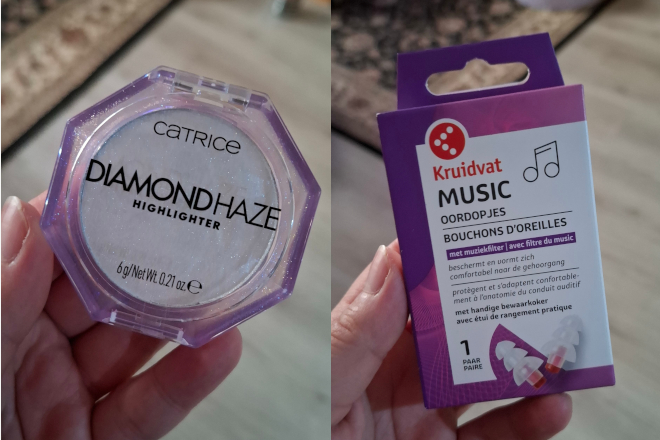 CATRICE
DIAMONDHAZE
HIGHLIGHTER
6 g/Net Wt. 0.21 oz. ℮
Kruidvat
MUSIC
OORDOPJES
BOUCHONS D'OREILLES
met muziekfilter | avec filtre du music
beschermt en vormt zich
comfortabel naar de gehoorgang
protègent et s'adaptent confortable-
ment à l'anatomie du conduit auditif
met handige bewaarkoker
avec étui de rangement pratique
1
PAAR
PAIRE